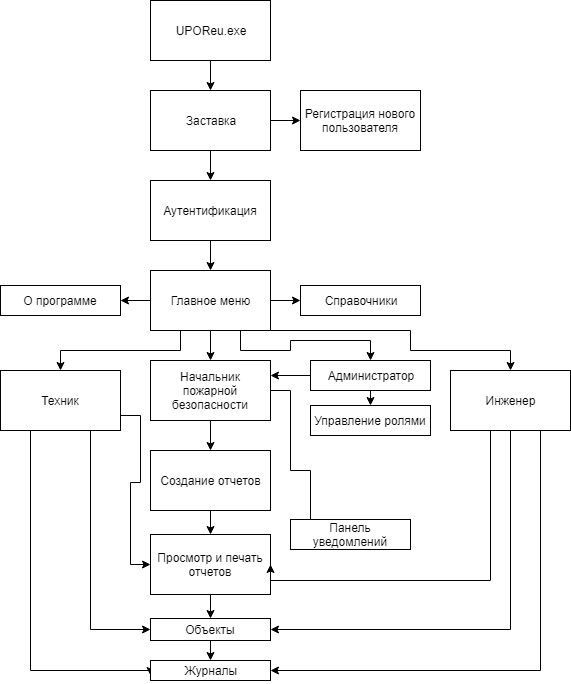 UPOReu.exe
Заставка
Регистрация нового
пользователя
Аутентификация
О программе
Главное меню
Справочники
Техник
Начальник
пожарной
безопасности
Администратор
Управление ролями
Инженер
Создание отчетов
Панель
уведомлений
Просмотр и печать
отчетов
Объекты
Журналы